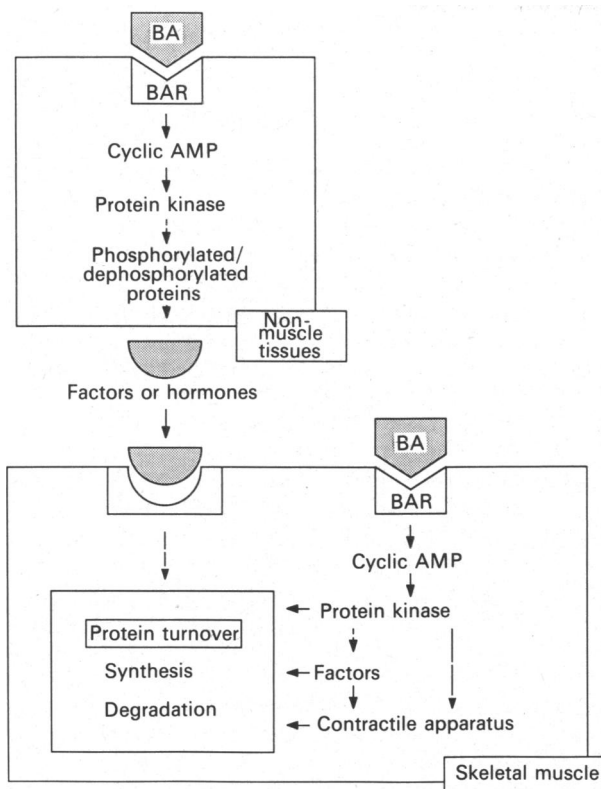 BA
BAR
Cyclic AMP
Protein kinase
Phosphorylated/
dephosphorylated
proteins
Non-
muscle
tissues
Factors or hormones
BA
BAR
Cyclic AMP
Protein kinase
Protein turnover
Synthesis
Factors
Degradation
Contractile apparatus
Skeletal muscle